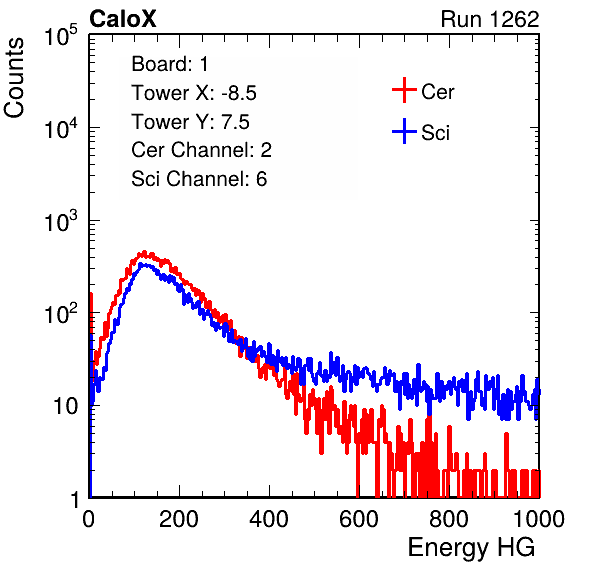 CaloX Run 1262
Counts
10^5
10^4
10^3
10^2
10
1
Board: 1
Tower X: -8.5
Tower Y: 7.5
Cer Channel: 2
Sci Channel: 6
Cer
Sci
0 200 400 600 800 1000
Energy HG